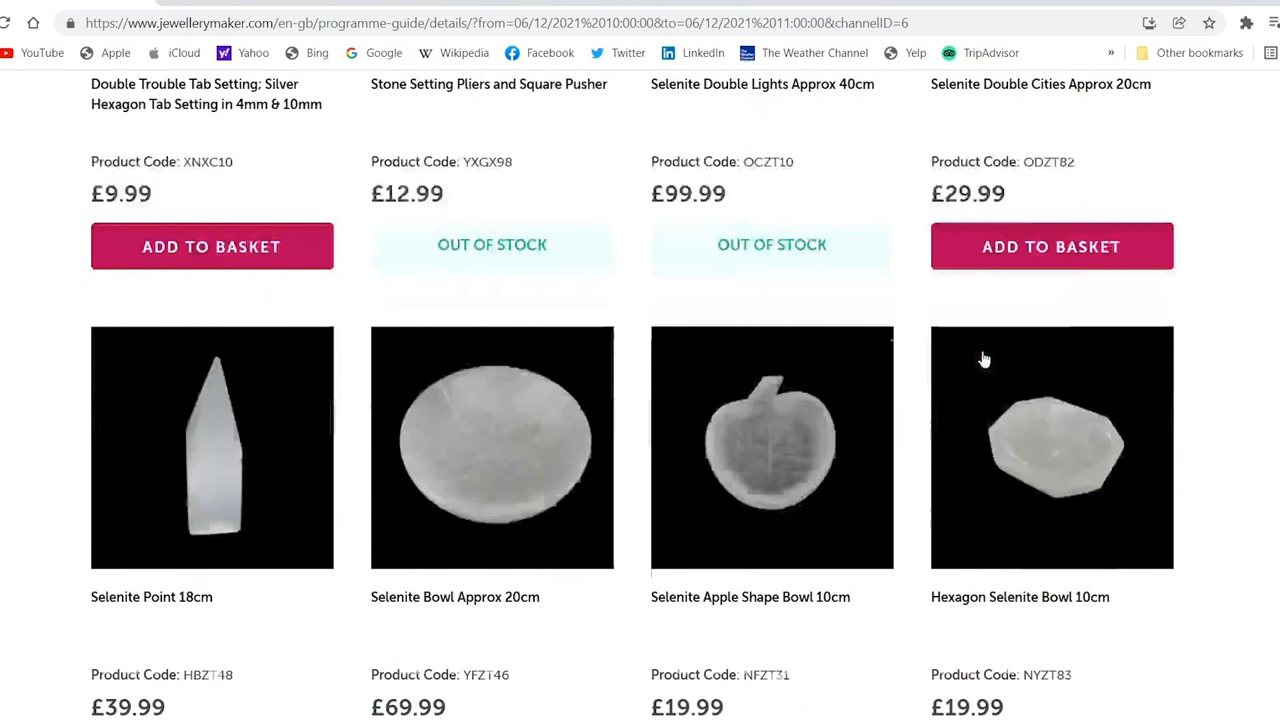 https://www.jewellerymaker.com/en-gb/programme-guide/details/?from=06/12/2021%2010:00:00&to=06/12/2021%2011:00:00&channelID=6
YouTube Apple iCloud Yahoo Bing Google Wikipedia Facebook Twitter LinkedIn The Weather Channel Yelp TripAdvisor » Other bookmarks
Double Trouble Tab Setting; Silver
Hexagon Tab Setting in 4mm & 10mm
Stone Setting Pliers and Square Pusher
Selenite Double Lights Approx 40cm
Selenite Double Cities Approx 20cm
Product Code: XNXC10
Product Code: YXGX98
Product Code: OCZT10
Product Code: ODZT82
£9.99
£12.99
£99.99
£29.99
ADD TO BASKET
OUT OF STOCK
OUT OF STOCK
ADD TO BASKET
Selenite Point 18cm
Selenite Bowl Approx 20cm
Selenite Apple Shape Bowl 10cm
Hexagon Selenite Bowl 10cm
Product Code: HBZT48
Product Code: YFZT46
Product Code: NFZT31
Product Code: NYZT83
£39.99
£69.99
£19.99
£19.99